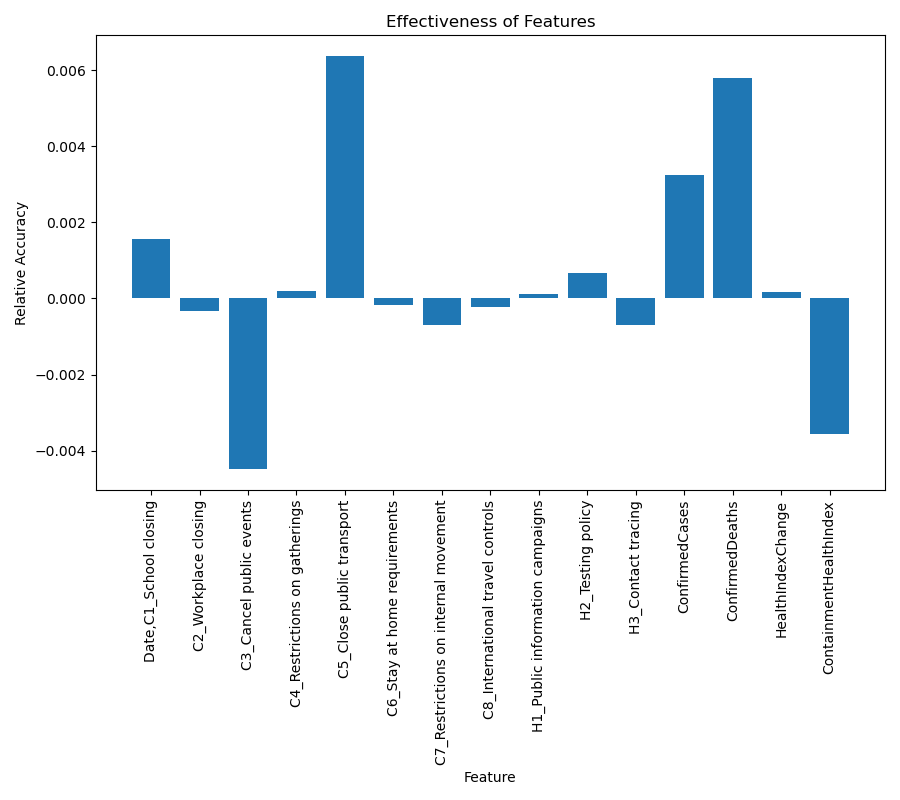 Effectiveness of Features
Relative Accuracy
0.006
0.004
0.002
0.000
−0.002
−0.004
Date,C1_School closing
C2_Workplace closing
C3_Cancel public events
C4_Restrictions on gatherings
C5_Close public transport
C6_Stay at home requirements
C7_Restrictions on internal movement
C8_International travel controls
H1_Public information campaigns
H2_Testing policy
H3_Contact tracing
ConfirmedCases
ConfirmedDeaths
HealthIndexChange
ContainmentHealthIndex
Feature